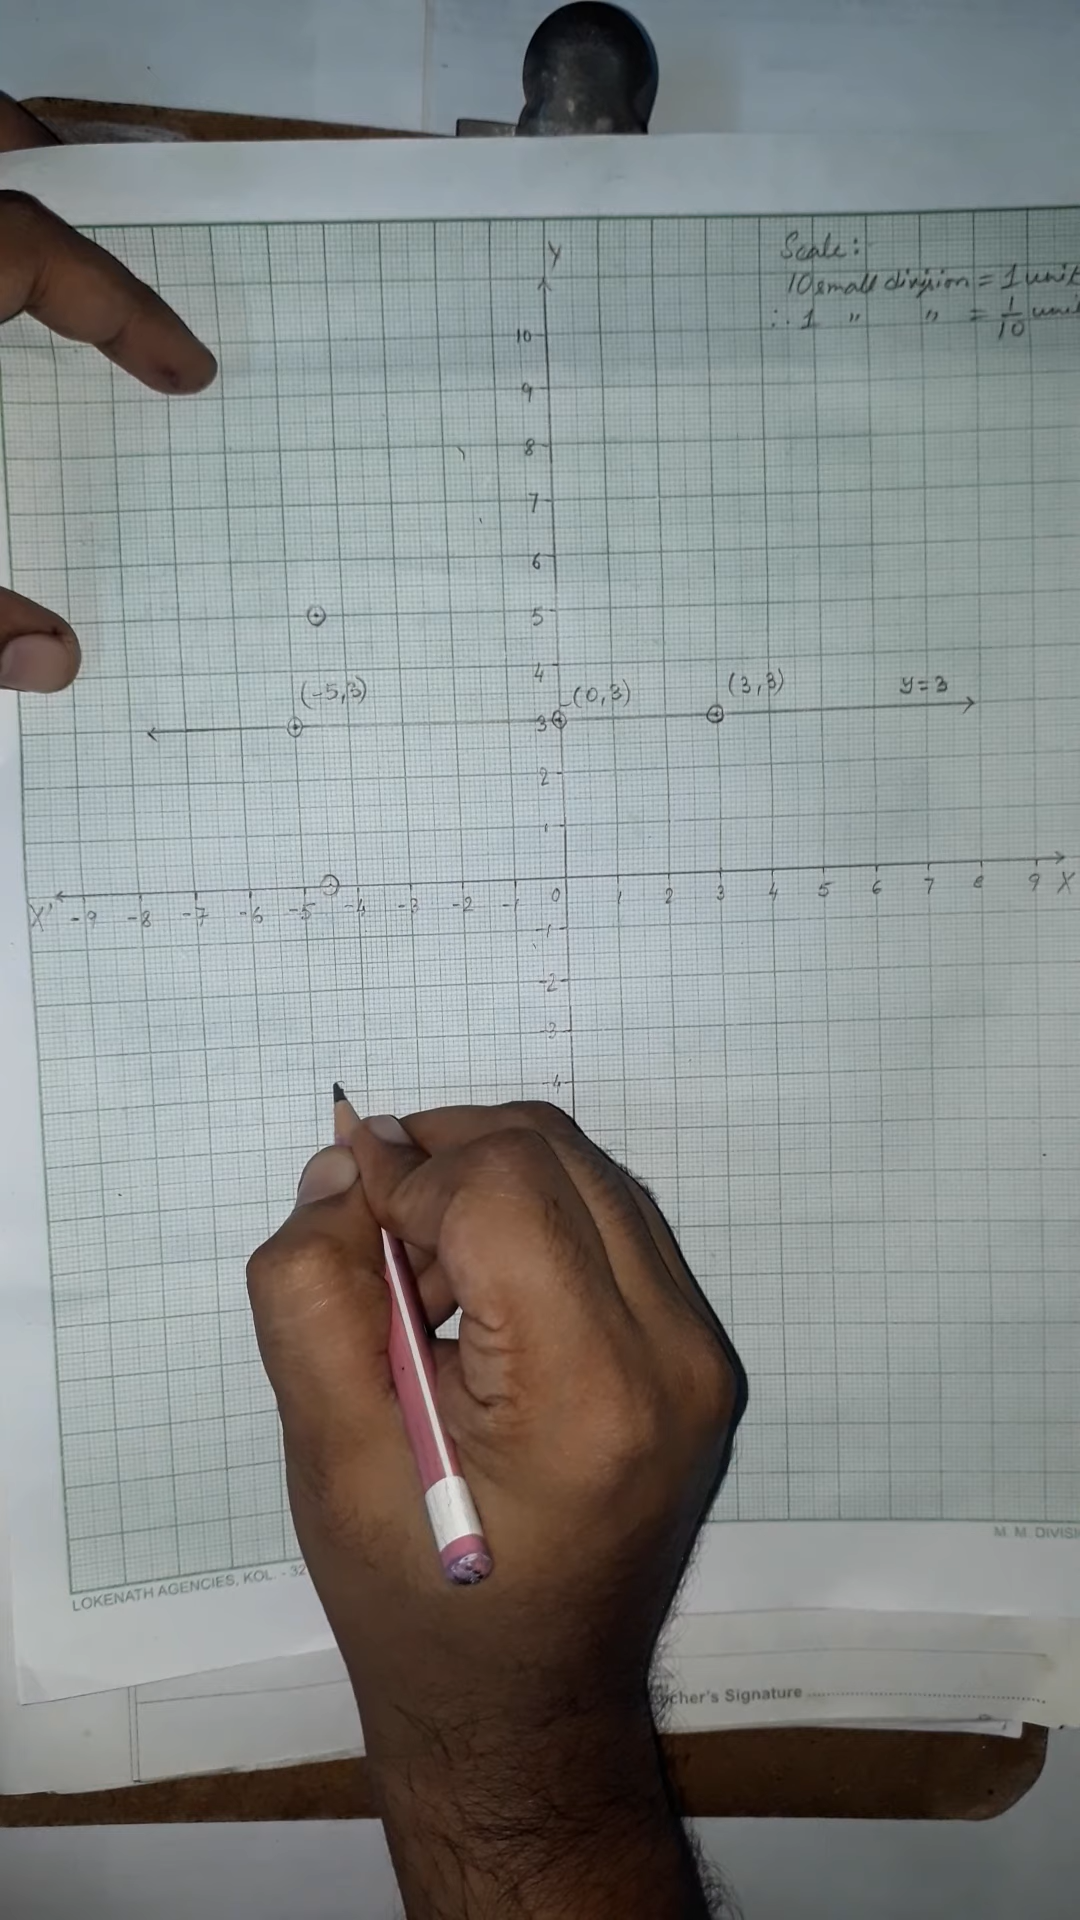 Scale:
10 small division = 1 unit
∴ 1 " " = 1/10 unit
Y
10
9
8
7
6
5
4
(-5,3) (0,3) (3,3) y=3
3
2
1
X' -9 -8 -7 -6 -5 -4 -3 -2 -1 0 1 2 3 4 5 6 7 8 9 X
-1
-2
-3
-4
M. M. DIVISI
LOKENATH AGENCIES, KOL. - 32
cher's Signature